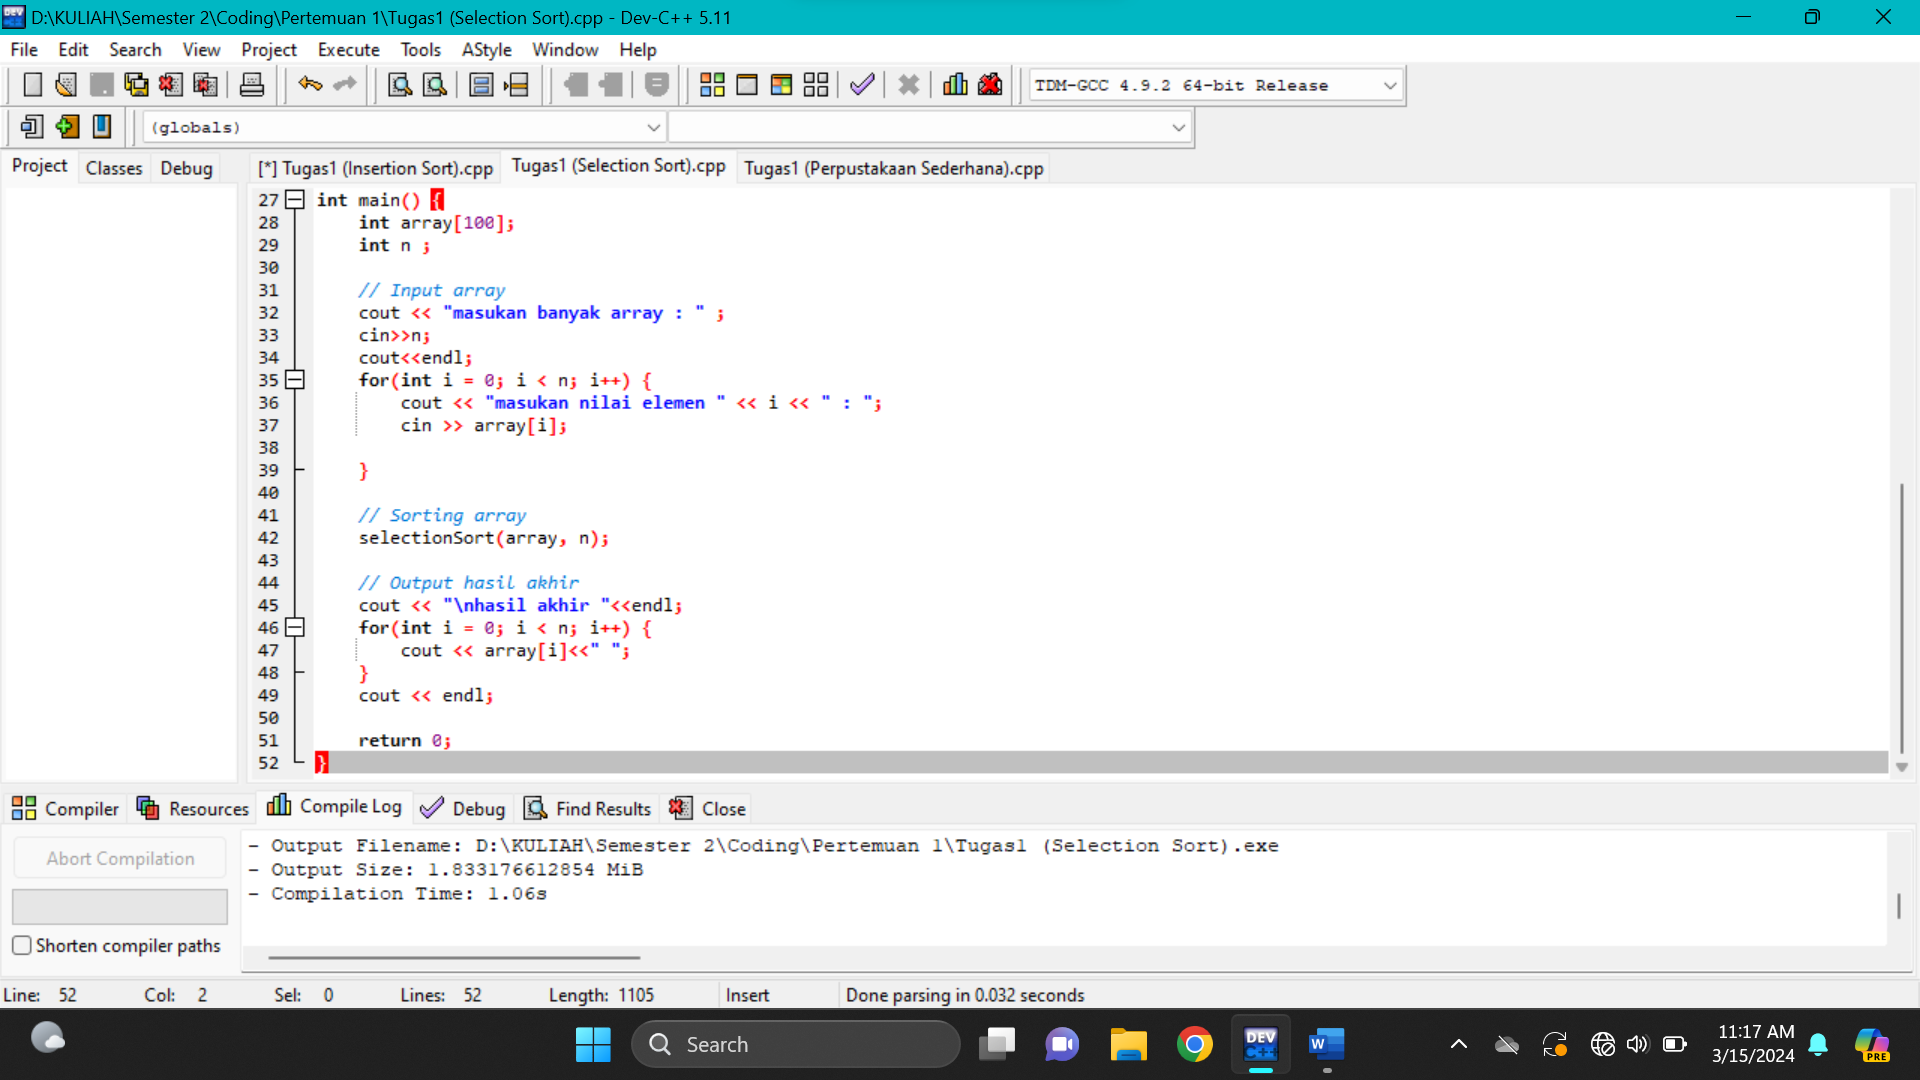 D:\KULIAH\Semester 2\Coding\Pertemuan 1\Tugas1 (Selection Sort).cpp - Dev-C++ 5.11
File Edit Search View Project Execute Tools AStyle Window Help
TDM-GCC 4.9.2 64-bit Release
(globals)
Project Classes Debug [*] Tugas1 (Insertion Sort).cpp Tugas1 (Selection Sort).cpp Tugas1 (Perpustakaan Sederhana).cpp
27 int main() {
28 int array[100];
29 int n ;
30
31 // Input array
32 cout << "masukan banyak array : " ;
33 cin>>n;
34 cout<<endl;
35 for(int i = 0; i < n; i++) {
36 cout << "masukan nilai elemen " << i << " : ";
37 cin >> array[i];
38
39 }
40
41 // Sorting array
42 selectionSort(array, n);
43
44 // Output hasil akhir
45 cout << "\nhasil akhir "<<endl;
46 for(int i = 0; i < n; i++) {
47 cout << array[i]<<" ";
48 }
49 cout << endl;
50
51 return 0;
52 }
Compiler Resources Compile Log Debug Find Results Close
Abort Compilation
Shorten compiler paths
- Output Filename: D:\KULIAH\Semester 2\Coding\Pertemuan 1\Tugas1 (Selection Sort).exe
- Output Size: 1.833176612854 MiB
- Compilation Time: 1.06s
Line: 52 Col: 2 Sel: 0 Lines: 52 Length: 1105 Insert Done parsing in 0.032 seconds
Search
DEV C++
W
11:17 AM
3/15/2024
PRE